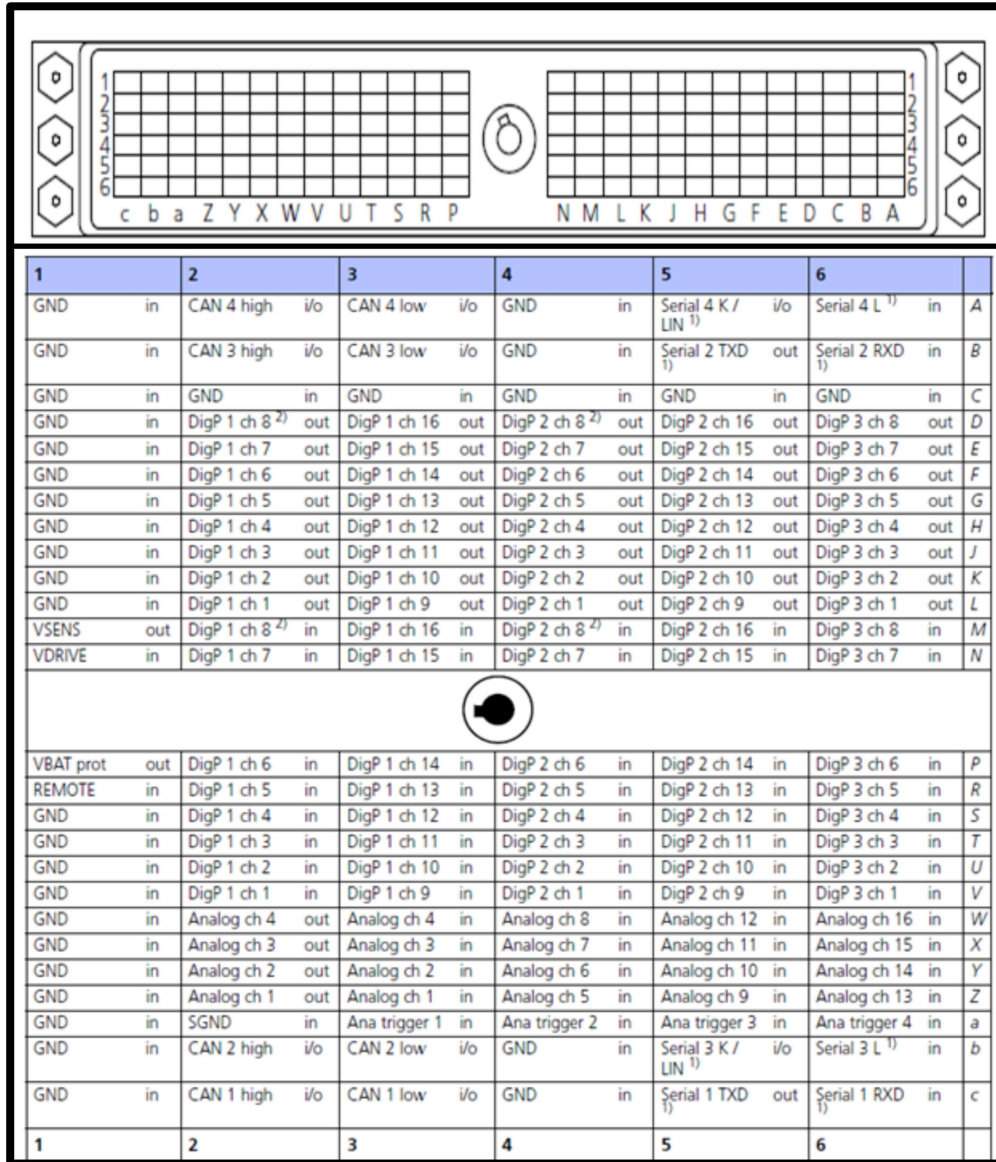 1 1
2 2
3 3
4 4
5 5
6 6
c b a Z Y X W V U T S R P N M L K J H G F E D C B A
1 2 3 4 5 6
GND in CAN 4 high i/o CAN 4 low i/o GND in Serial 4 K / i/o Serial 4 L 1) in A
LIN 1)
GND in CAN 3 high i/o CAN 3 low i/o GND in Serial 2 TXD out Serial 2 RXD in B
1) 1)
GND in GND in GND in GND in GND in GND in C
GND in DigP 1 ch 8 2) out DigP 1 ch 16 out DigP 2 ch 8 2) out DigP 2 ch 16 out DigP 3 ch 8 out D
GND in DigP 1 ch 7 out DigP 1 ch 15 out DigP 2 ch 7 out DigP 2 ch 15 out DigP 3 ch 7 out E
GND in DigP 1 ch 6 out DigP 1 ch 14 out DigP 2 ch 6 out DigP 2 ch 14 out DigP 3 ch 6 out F
GND in DigP 1 ch 5 out DigP 1 ch 13 out DigP 2 ch 5 out DigP 2 ch 13 out DigP 3 ch 5 out G
GND in DigP 1 ch 4 out DigP 1 ch 12 out DigP 2 ch 4 out DigP 2 ch 12 out DigP 3 ch 4 out H
GND in DigP 1 ch 3 out DigP 1 ch 11 out DigP 2 ch 3 out DigP 2 ch 11 out DigP 3 ch 3 out J
GND in DigP 1 ch 2 out DigP 1 ch 10 out DigP 2 ch 2 out DigP 2 ch 10 out DigP 3 ch 2 out K
GND in DigP 1 ch 1 out DigP 1 ch 9 out DigP 2 ch 1 out DigP 2 ch 9 out DigP 3 ch 1 out L
VSENS out DigP 1 ch 8 2) in DigP 1 ch 16 in DigP 2 ch 8 2) in DigP 2 ch 16 in DigP 3 ch 8 in M
VDRIVE in DigP 1 ch 7 in DigP 1 ch 15 in DigP 2 ch 7 in DigP 2 ch 15 in DigP 3 ch 7 in N
VBAT prot out DigP 1 ch 6 in DigP 1 ch 14 in DigP 2 ch 6 in DigP 2 ch 14 in DigP 3 ch 6 in P
REMOTE in DigP 1 ch 5 in DigP 1 ch 13 in DigP 2 ch 5 in DigP 2 ch 13 in DigP 3 ch 5 in R
GND in DigP 1 ch 4 in DigP 1 ch 12 in DigP 2 ch 4 in DigP 2 ch 12 in DigP 3 ch 4 in S
GND in DigP 1 ch 3 in DigP 1 ch 11 in DigP 2 ch 3 in DigP 2 ch 11 in DigP 3 ch 3 in T
GND in DigP 1 ch 2 in DigP 1 ch 10 in DigP 2 ch 2 in DigP 2 ch 10 in DigP 3 ch 2 in U
GND in DigP 1 ch 1 in DigP 1 ch 9 in DigP 2 ch 1 in DigP 2 ch 9 in DigP 3 ch 1 in V
GND in Analog ch 4 out Analog ch 4 in Analog ch 8 in Analog ch 12 in Analog ch 16 in W
GND in Analog ch 3 out Analog ch 3 in Analog ch 7 in Analog ch 11 in Analog ch 15 in X
GND in Analog ch 2 out Analog ch 2 in Analog ch 6 in Analog ch 10 in Analog ch 14 in Y
GND in Analog ch 1 out Analog ch 1 in Analog ch 5 in Analog ch 9 in Analog ch 13 in Z
GND in SGND in Ana trigger 1 in Ana trigger 2 in Ana trigger 3 in Ana trigger 4 in a
GND in CAN 2 high i/o CAN 2 low i/o GND in Serial 3 K / i/o Serial 3 L 1) in b
LIN 1)
GND in CAN 1 high i/o CAN 1 low i/o GND in Serial 1 TXD out Serial 1 RXD in c
1) 1)
1 2 3 4 5 6